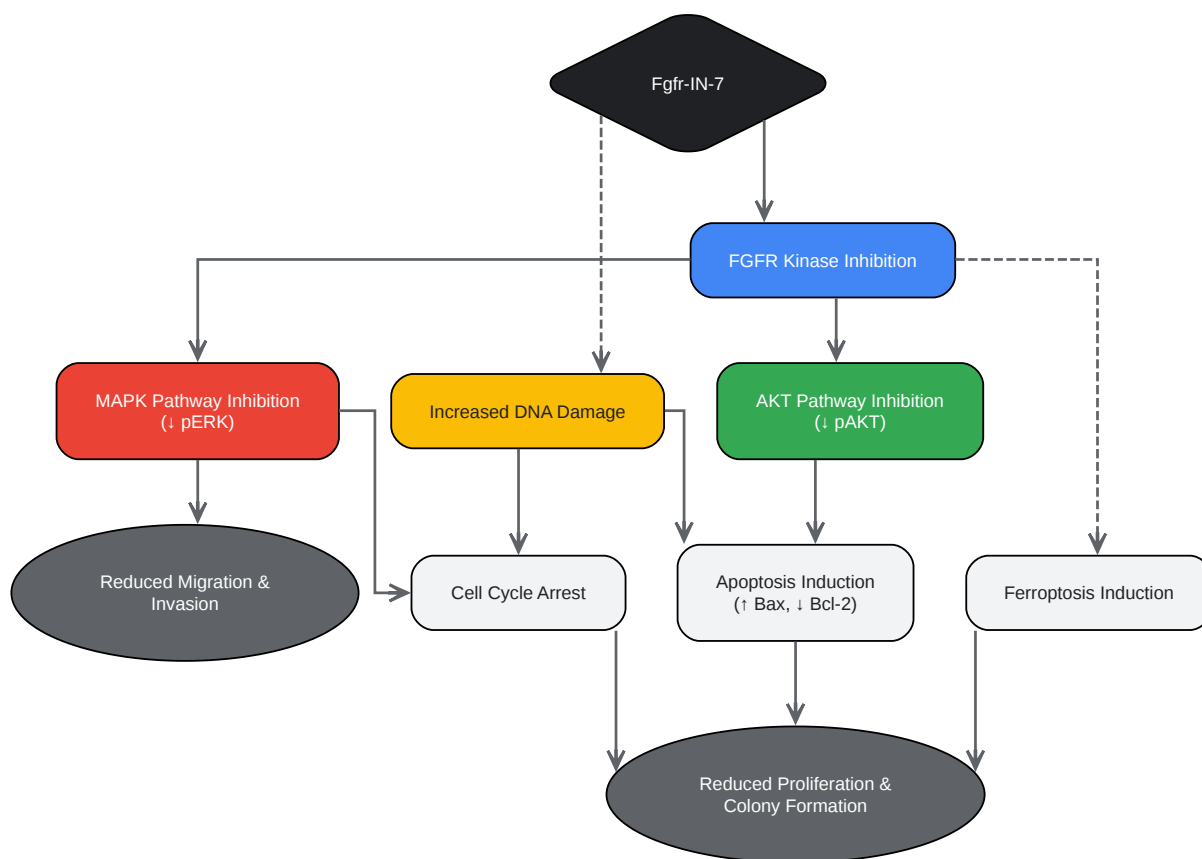 Fgfr-IN-7
FGFR Kinase Inhibition
MAPK Pathway Inhibition
(↓ pERK)
Increased DNA Damage
AKT Pathway Inhibition
(↓ pAKT)
Reduced Migration &
Invasion
Cell Cycle Arrest
Apoptosis Induction
(↑ Bax, ↓ Bcl-2)
Ferroptosis Induction
Reduced Proliferation &
Colony Formation